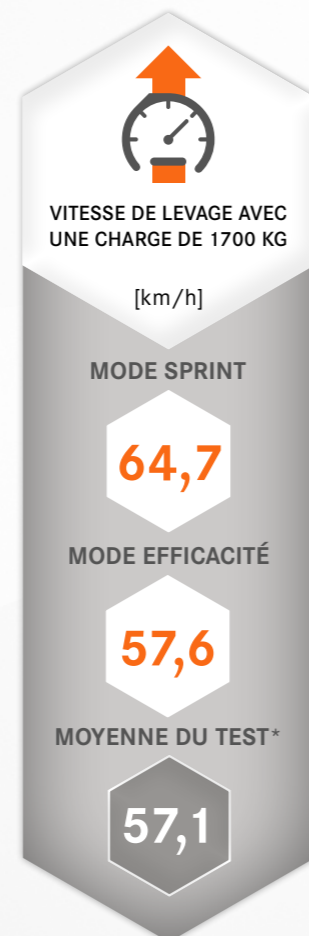 VITESSE DE LEVAGE AVEC
UNE CHARGE DE 1700 KG
[km/h]
MODE SPRINT
64,7
MODE EFFICACITÉ
57,6
MOYENNE DU TEST*
57,1